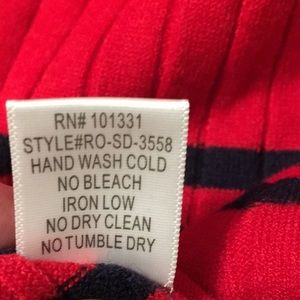 RN# 101331
STYLE#RO-SD-3558
HAND WASH COLD
NO BLEACH
IRON LOW
NO DRY CLEAN
NO TUMBLE DRY